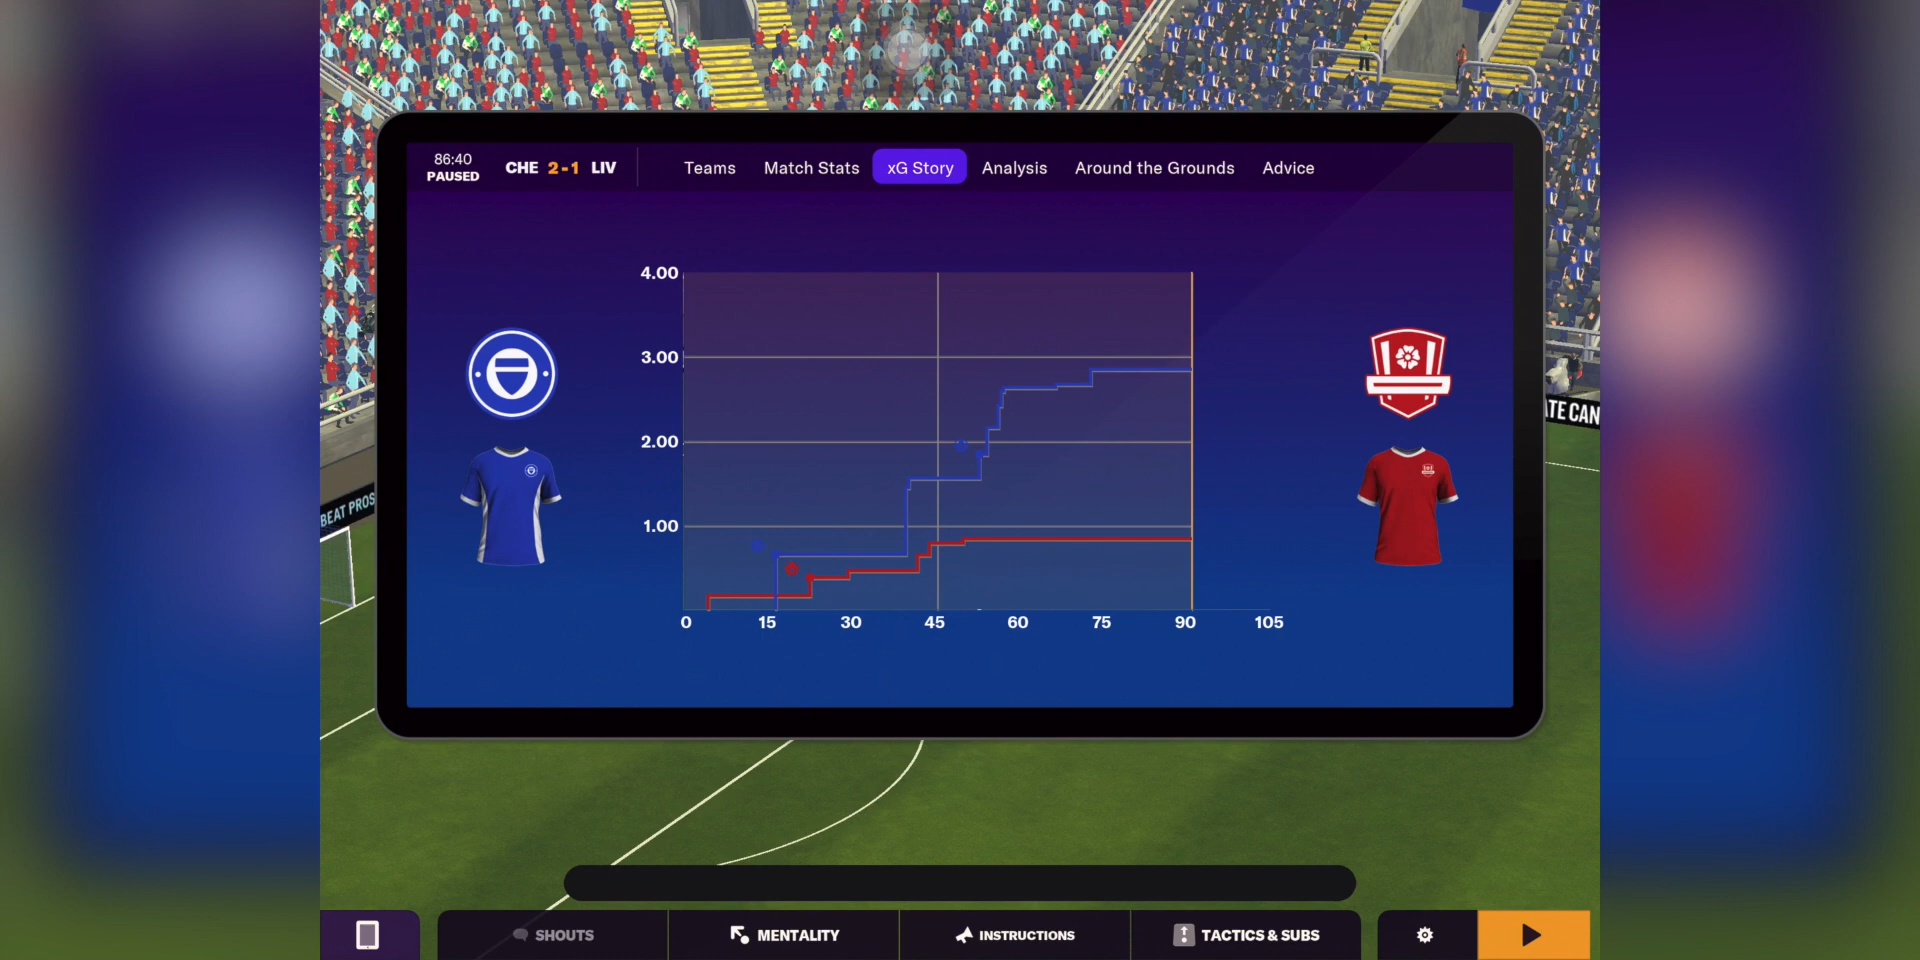 86:40
PAUSED
CHE 2-1 LIV
Teams
Match Stats
xG Story
Analysis
Around the Grounds
Advice
4.00
3.00
2.00
1.00
0 15 30 45 60 75 90 105
BEAT PROS
ATE CAN
SHOUTS
MENTALITY
INSTRUCTIONS
TACTICS & SUBS